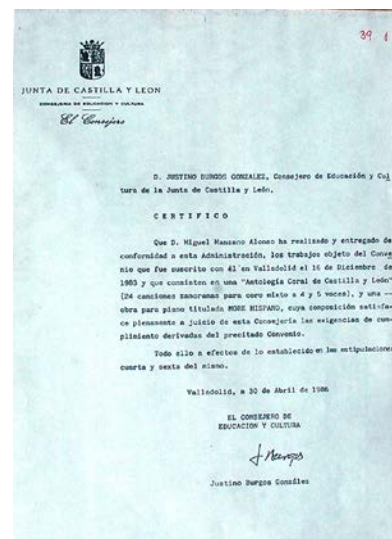 39
JUNTA DE CASTILLA Y LEON
CONSEJERIA DE EDUCACION Y CULTURA
El Consejero
D. JUSTINO BURGOS GONZALEZ, Consejero de Educación y Cul
tura de la Junta de Castilla y León,
C E R T I F I C O
Que D. Miguel Manzano Alonso ha realizado y entregado de
conformidad a esta Administración, los trabajos objeto del Conve
nio que fue suscrito con él en Valladolid el 16 de Diciembre de
1983 y que consisten en una "Antología Coral de Castilla y León"
(24 canciones zamoranas para coro mixto a 4 y 5 voces), y una --
obra para piano titulada MORE HISPANO, cuya composición satisfa-
ce plenamente a juicio de esta Consejería las exigencias de cum-
plimiento derivadas del precitado Convenio.
Todo ello a efectos de lo establecido en las estipulaciones
cuarta y sexta del mismo.
Valladolid, a 30 de Abril de 1986
EL CONSEJERO DE
EDUCACION Y CULTURA
J Burgos
Justino Burgos González